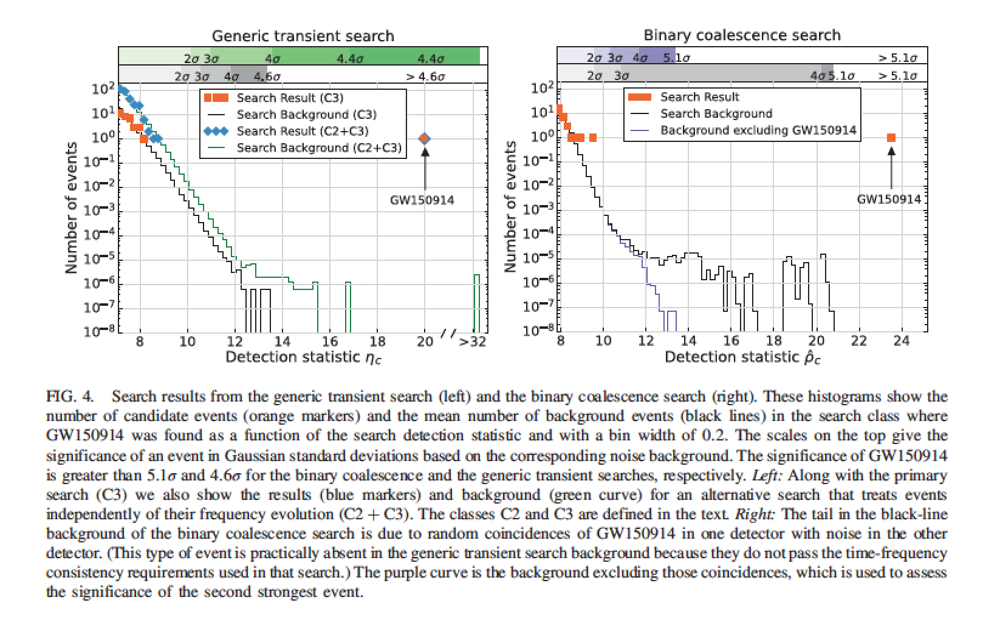 Generic transient search
2σ 3σ 4σ 4.4σ 4.4σ
2σ 3σ 4σ 4.6σ > 4.6σ
Search Result (C3)
Search Background (C3)
Search Result (C2+C3)
Search Background (C2+C3)
GW150914
Number of events
10²
10¹
10⁰
10⁻¹
10⁻²
10⁻³
10⁻⁴
10⁻⁵
10⁻⁶
10⁻⁷
10⁻⁸
8 10 12 14 16 18 20 // >32
Detection statistic ηc
Binary coalescence search
2σ 3σ 4σ 5.1σ > 5.1σ
2σ 3σ 4σ 5.1σ > 5.1σ
Search Result
Search Background
Background excluding GW150914
GW150914
Number of events
10²
10¹
10⁰
10⁻¹
10⁻²
10⁻³
10⁻⁴
10⁻⁵
10⁻⁶
10⁻⁷
10⁻⁸
8 10 12 14 16 18 20 22 24
Detection statistic ρ̂c
FIG. 4. Search results from the generic transient search (left) and the binary coalescence search (right). These histograms show the
number of candidate events (orange markers) and the mean number of background events (black lines) in the search class where
GW150914 was found as a function of the search detection statistic and with a bin width of 0.2. The scales on the top give the
significance of an event in Gaussian standard deviations based on the corresponding noise background. The significance of GW150914
is greater than 5.1σ and 4.6σ for the binary coalescence and the generic transient searches, respectively. Left: Along with the primary
search (C3) we also show the results (blue markers) and background (green curve) for an alternative search that treats events
independently of their frequency evolution (C2 + C3). The classes C2 and C3 are defined in the text. Right: The tail in the black-line
background of the binary coalescence search is due to random coincidences of GW150914 in one detector with noise in the other
detector. (This type of event is practically absent in the generic transient search background because they do not pass the time-frequency
consistency requirements used in that search.) The purple curve is the background excluding those coincidences, which is used to assess
the significance of the second strongest event.